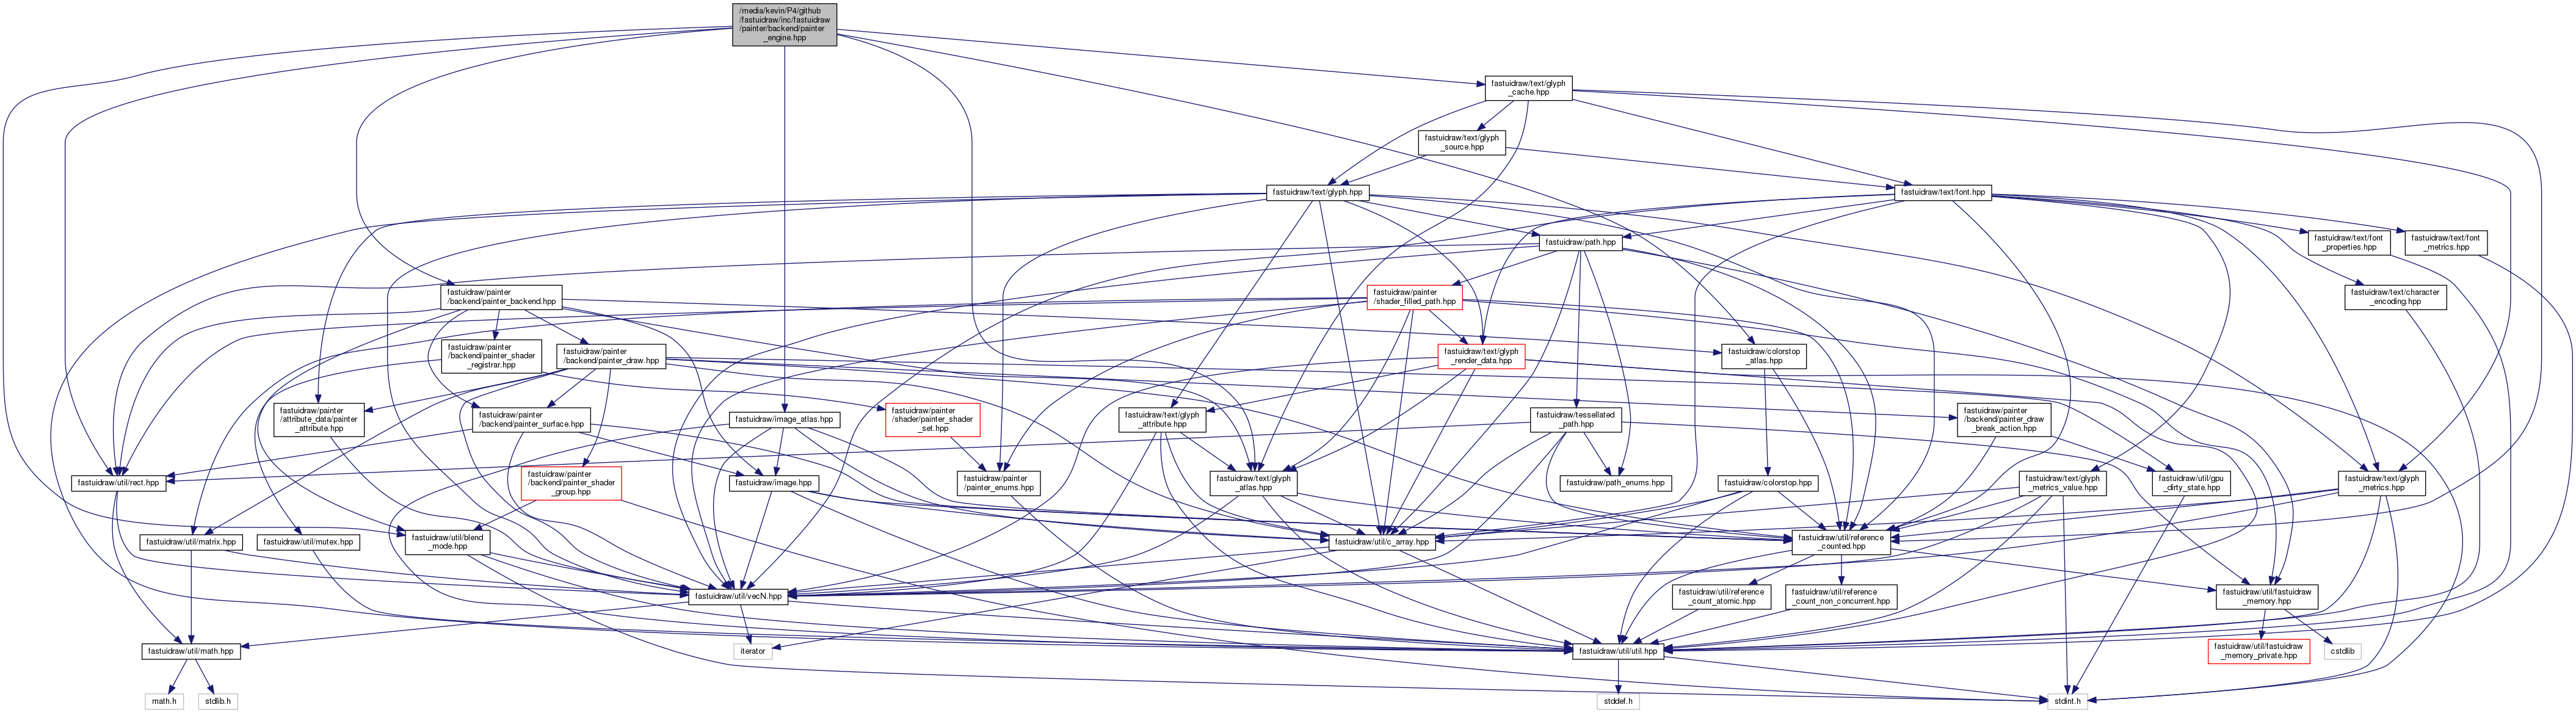 /media/kevin/P4/github
/fastuidraw/inc/fastuidraw
/painter/backend/painter
_engine.hpp
fastuidraw/text/glyph
_cache.hpp
fastuidraw/text/glyph
_source.hpp
fastuidraw/text/glyph.hpp
fastuidraw/text/font.hpp
fastuidraw/path.hpp
fastuidraw/text/font
_properties.hpp
fastuidraw/text/font
_metrics.hpp
fastuidraw/painter
/backend/painter_backend.hpp
fastuidraw/painter
/shader_filled_path.hpp
fastuidraw/text/character
_encoding.hpp
fastuidraw/painter
/backend/painter_shader
_registrar.hpp
fastuidraw/painter
/backend/painter_draw.hpp
fastuidraw/text/glyph
_render_data.hpp
fastuidraw/colorstop
_atlas.hpp
fastuidraw/painter
/attribute_data/painter
_attribute.hpp
fastuidraw/painter
/backend/painter_surface.hpp
fastuidraw/image_atlas.hpp
fastuidraw/painter
/shader/painter_shader
_set.hpp
fastuidraw/text/glyph
_attribute.hpp
fastuidraw/tessellated
_path.hpp
fastuidraw/painter
/backend/painter_draw
_break_action.hpp
fastuidraw/util/rect.hpp
fastuidraw/painter
/backend/painter_shader
_group.hpp
fastuidraw/image.hpp
fastuidraw/painter
/painter_enums.hpp
fastuidraw/text/glyph
_atlas.hpp
fastuidraw/path_enums.hpp
fastuidraw/colorstop.hpp
fastuidraw/text/glyph
_metrics_value.hpp
fastuidraw/util/gpu
_dirty_state.hpp
fastuidraw/text/glyph
_metrics.hpp
fastuidraw/util/matrix.hpp
fastuidraw/util/mutex.hpp
fastuidraw/util/blend
_mode.hpp
fastuidraw/util/c_array.hpp
fastuidraw/util/reference
_counted.hpp
fastuidraw/util/vecN.hpp
fastuidraw/util/reference
_count_atomic.hpp
fastuidraw/util/reference
_count_non_concurrent.hpp
fastuidraw/util/fastuidraw
_memory.hpp
fastuidraw/util/math.hpp
iterator
fastuidraw/util/util.hpp
fastuidraw/util/fastuidraw
_memory_private.hpp
cstdlib
math.h
stdlib.h
stddef.h
stdint.h